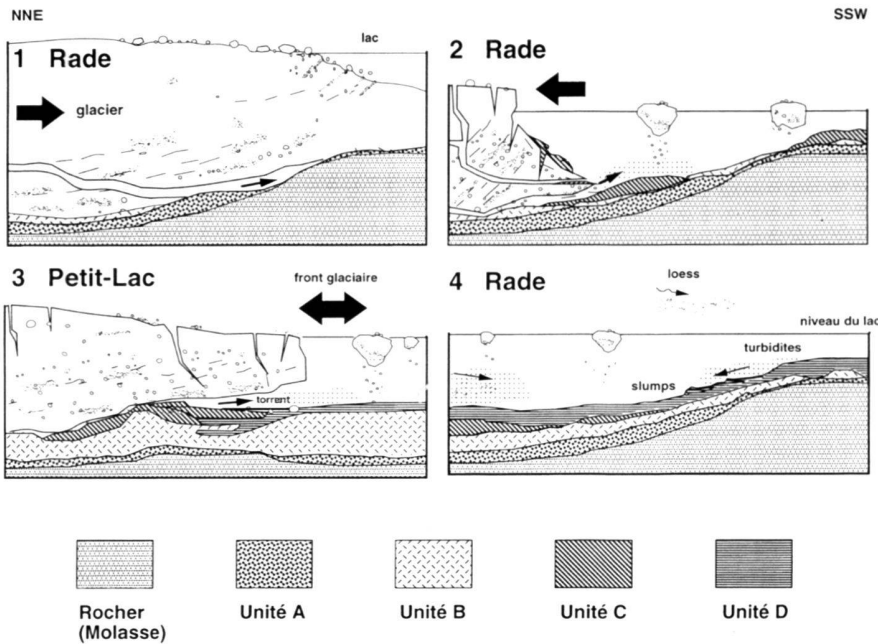 NNE
SSW
1 Rade
lac
glacier
2 Rade
3 Petit-Lac
front glaciaire
torrent
4 Rade
loess
niveau du lac
turbidites
slumps
Rocher
(Molasse)
Unité A
Unité B
Unité C
Unité D